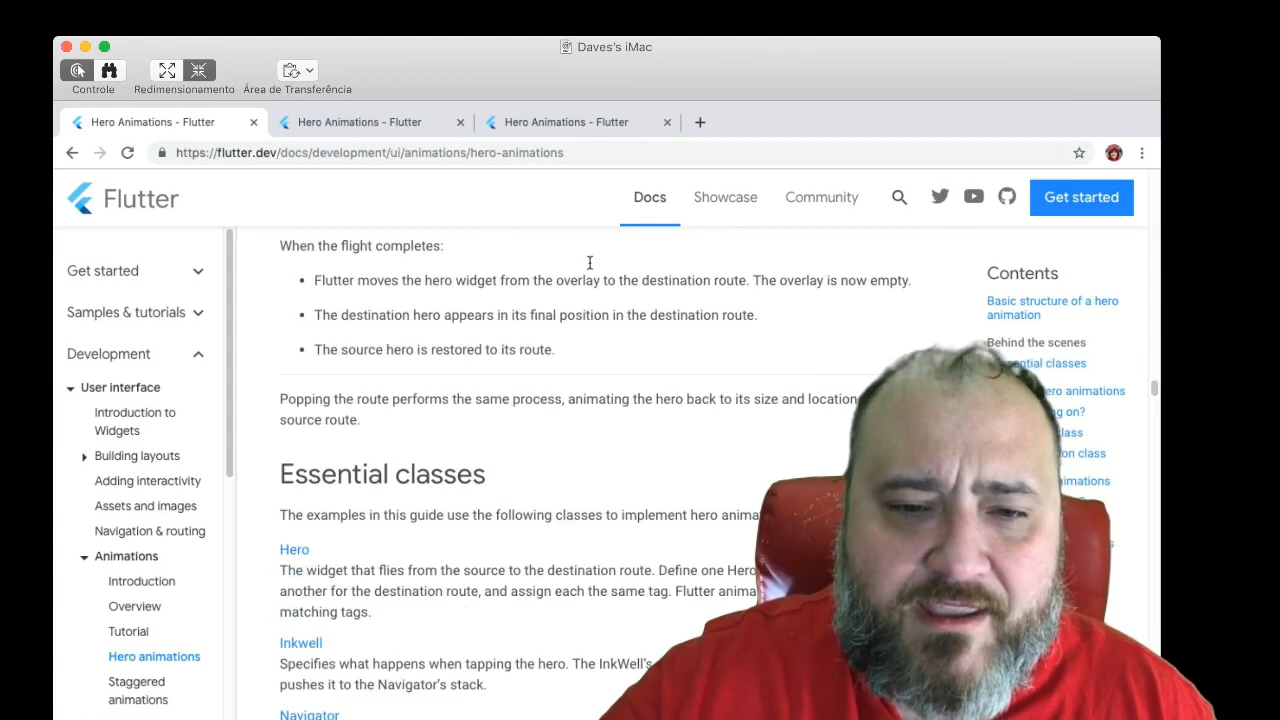 Daves's iMac
Controle
Redimensionamento
Área de Transferência
Hero Animations - Flutter
Hero Animations - Flutter
Hero Animations - Flutter
https://flutter.dev/docs/development/ui/animations/hero-animations
Flutter
Docs
Showcase
Community
Get started
Get started
Samples & tutorials
Development
User interface
Introduction to
Widgets
Building layouts
Adding interactivity
Assets and images
Navigation & routing
Animations
Introduction
Overview
Tutorial
Hero animations
Staggered
animations
When the flight completes:
• Flutter moves the hero widget from the overlay to the destination route. The overlay is now empty.
• The destination hero appears in its final position in the destination route.
• The source hero is restored to its route.
Popping the route performs the same process, animating the hero back to its size and location
source route.
Essential classes
The examples in this guide use the following classes to implement hero anima
Hero
The widget that flies from the source to the destination route. Define one Hero
another for the destination route, and assign each the same tag. Flutter anima
matching tags.
Inkwell
Specifies what happens when tapping the hero. The InkWell's
pushes it to the Navigator's stack.
Navigator
Contents
Basic structure of a hero
animation
Behind the scenes
ential classes
hero animations
g on?
class
on class
imations